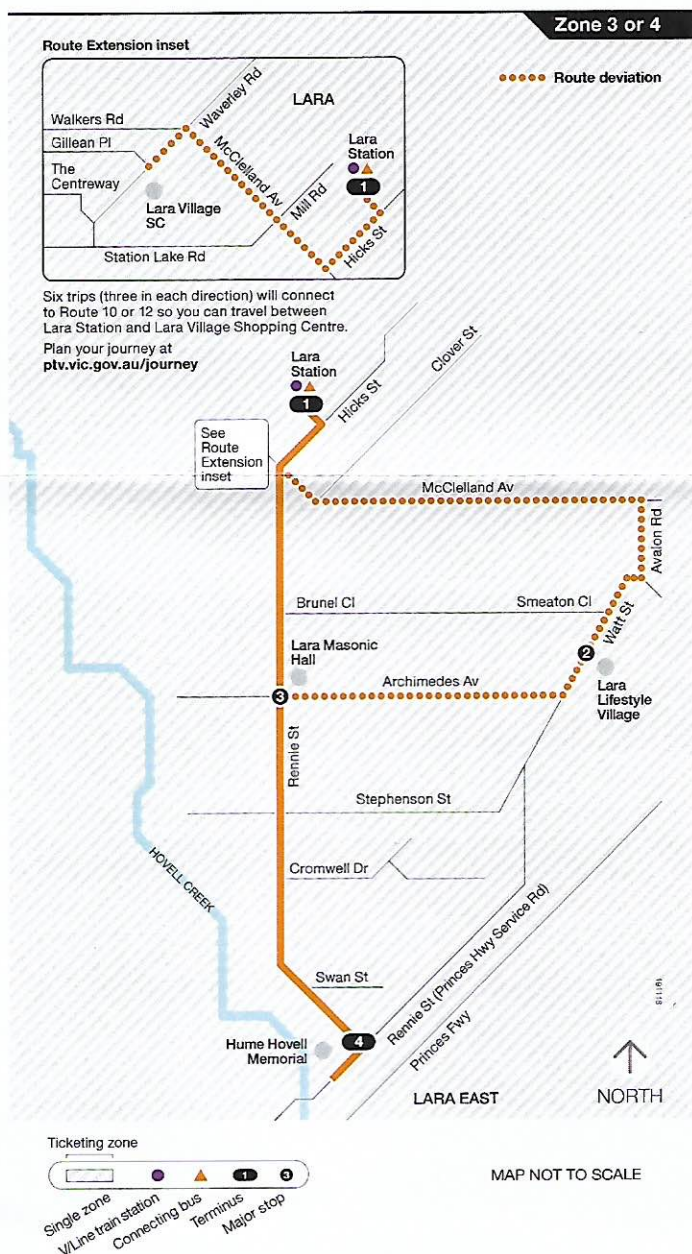 Zone 3 or 4
Route Extension inset
Route deviation
Waverley Rd
LARA
Walkers Rd
Gillean Pl
McClelland Av
Lara
Station
The
Centreway
1
Mill Rd
Lara Village
SC
Hicks St
Station Lake Rd
Six trips (three in each direction) will connect
to Route 10 or 12 so you can travel between
Lara Station and Lara Village Shopping Centre.
Plan your journey at
ptv.vic.gov.au/journey
Lara
Station
1
Hicks St
Clover St
See
Route
Extension
inset
McClelland Av
Avalon Rd
Brunel Cl
Smeaton Cl
Watt St
Lara Masonic
Hall
2
Archimedes Av
Lara
Lifestyle
Village
3
Rennie St
Stephenson St
HOVELL CREEK
Cromwell Dr
Rennie St (Princes Hwy Service Rd)
Swan St
191118
Hume Hovell
Memorial
4
Princes Fwy
LARA EAST
NORTH
Ticketing zone
1
3
MAP NOT TO SCALE
Single zone
V/Line train station
Connecting bus
Terminus
Major stop